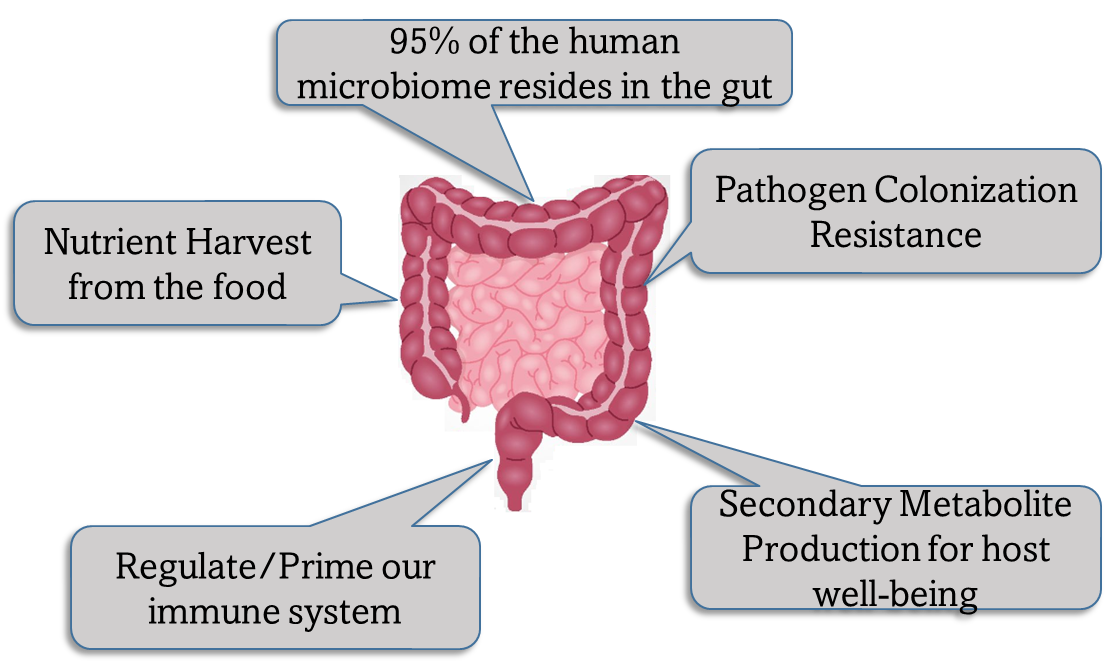 95% of the human
microbiome resides in the gut
Pathogen Colonization
Resistance
Nutrient Harvest
from the food
Secondary Metabolite
Production for host
well-being
Regulate/Prime our
immune system